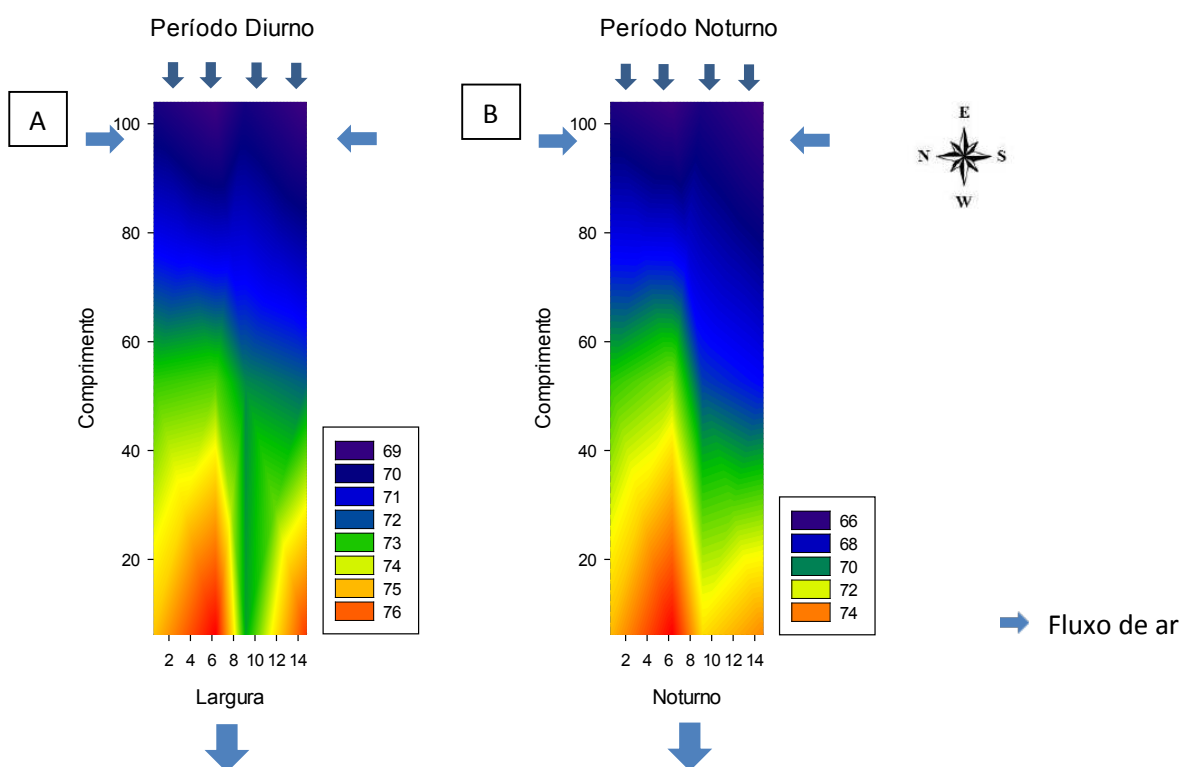 Período Diurno
A
100
80
60
40
20
Comprimento
2 4 6 8 10 12 14
Largura
69
70
71
72
73
74
75
76
Período Noturno
B
100
80
60
40
20
Comprimento
2 4 6 8 10 12 14
Noturno
66
68
70
72
74
E
N S
W
Fluxo de ar